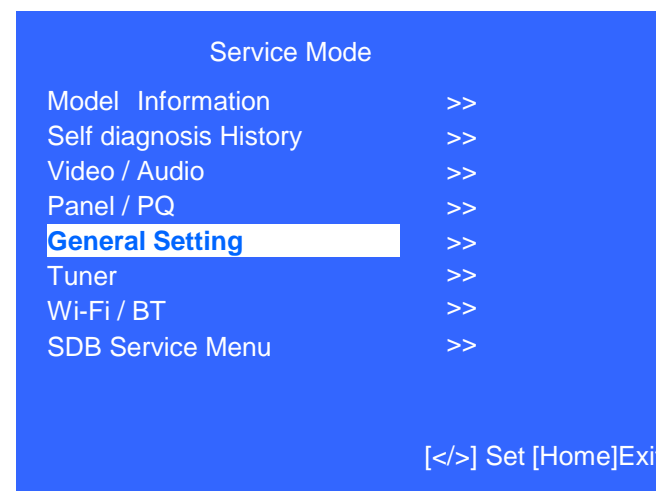 Service Mode
Model Information >>
Self diagnosis History >>
Video / Audio >>
Panel / PQ >>
General Setting >>
Tuner >>
Wi-Fi / BT >>
SDB Service Menu >>
[</>] Set [Home]Exi